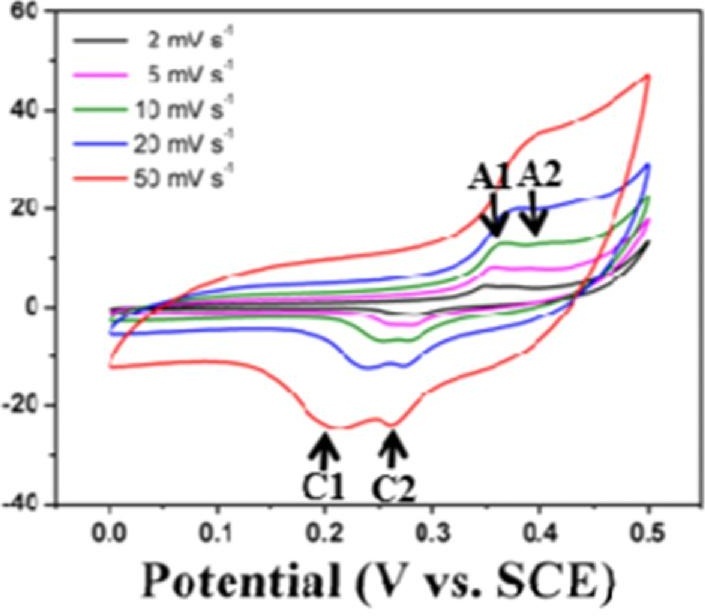 60
40
20
0
-20
-40
2 mV s⁻¹
5 mV s⁻¹
10 mV s⁻¹
20 mV s⁻¹
50 mV s⁻¹
A1 A2
C1 C2
0.0 0.1 0.2 0.3 0.4 0.5
Potential (V vs. SCE)